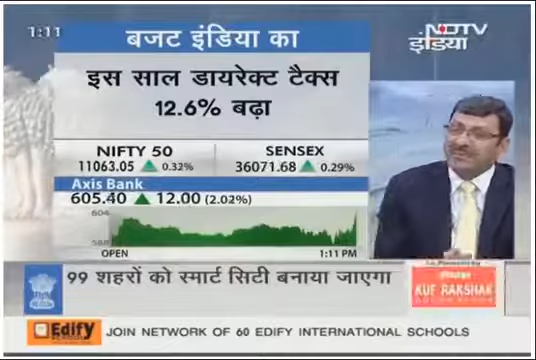 1:11
बजट इंडिया का
NDTV
इंडिया
इस साल डायरेक्ट टैक्स
12.6% बढ़ा
NIFTY 50
11063.05 0.32%
SENSEX
36071.68 0.29%
Axis Bank
605.40 12.00 (2.02%)
604
OPEN
1:11 PM
99 शहरों को स्मार्ट सिटी बनाया जाएगा
KUF RAKSHAK
Edify
JOIN NETWORK OF 60 EDIFY INTERNATIONAL SCHOOLS